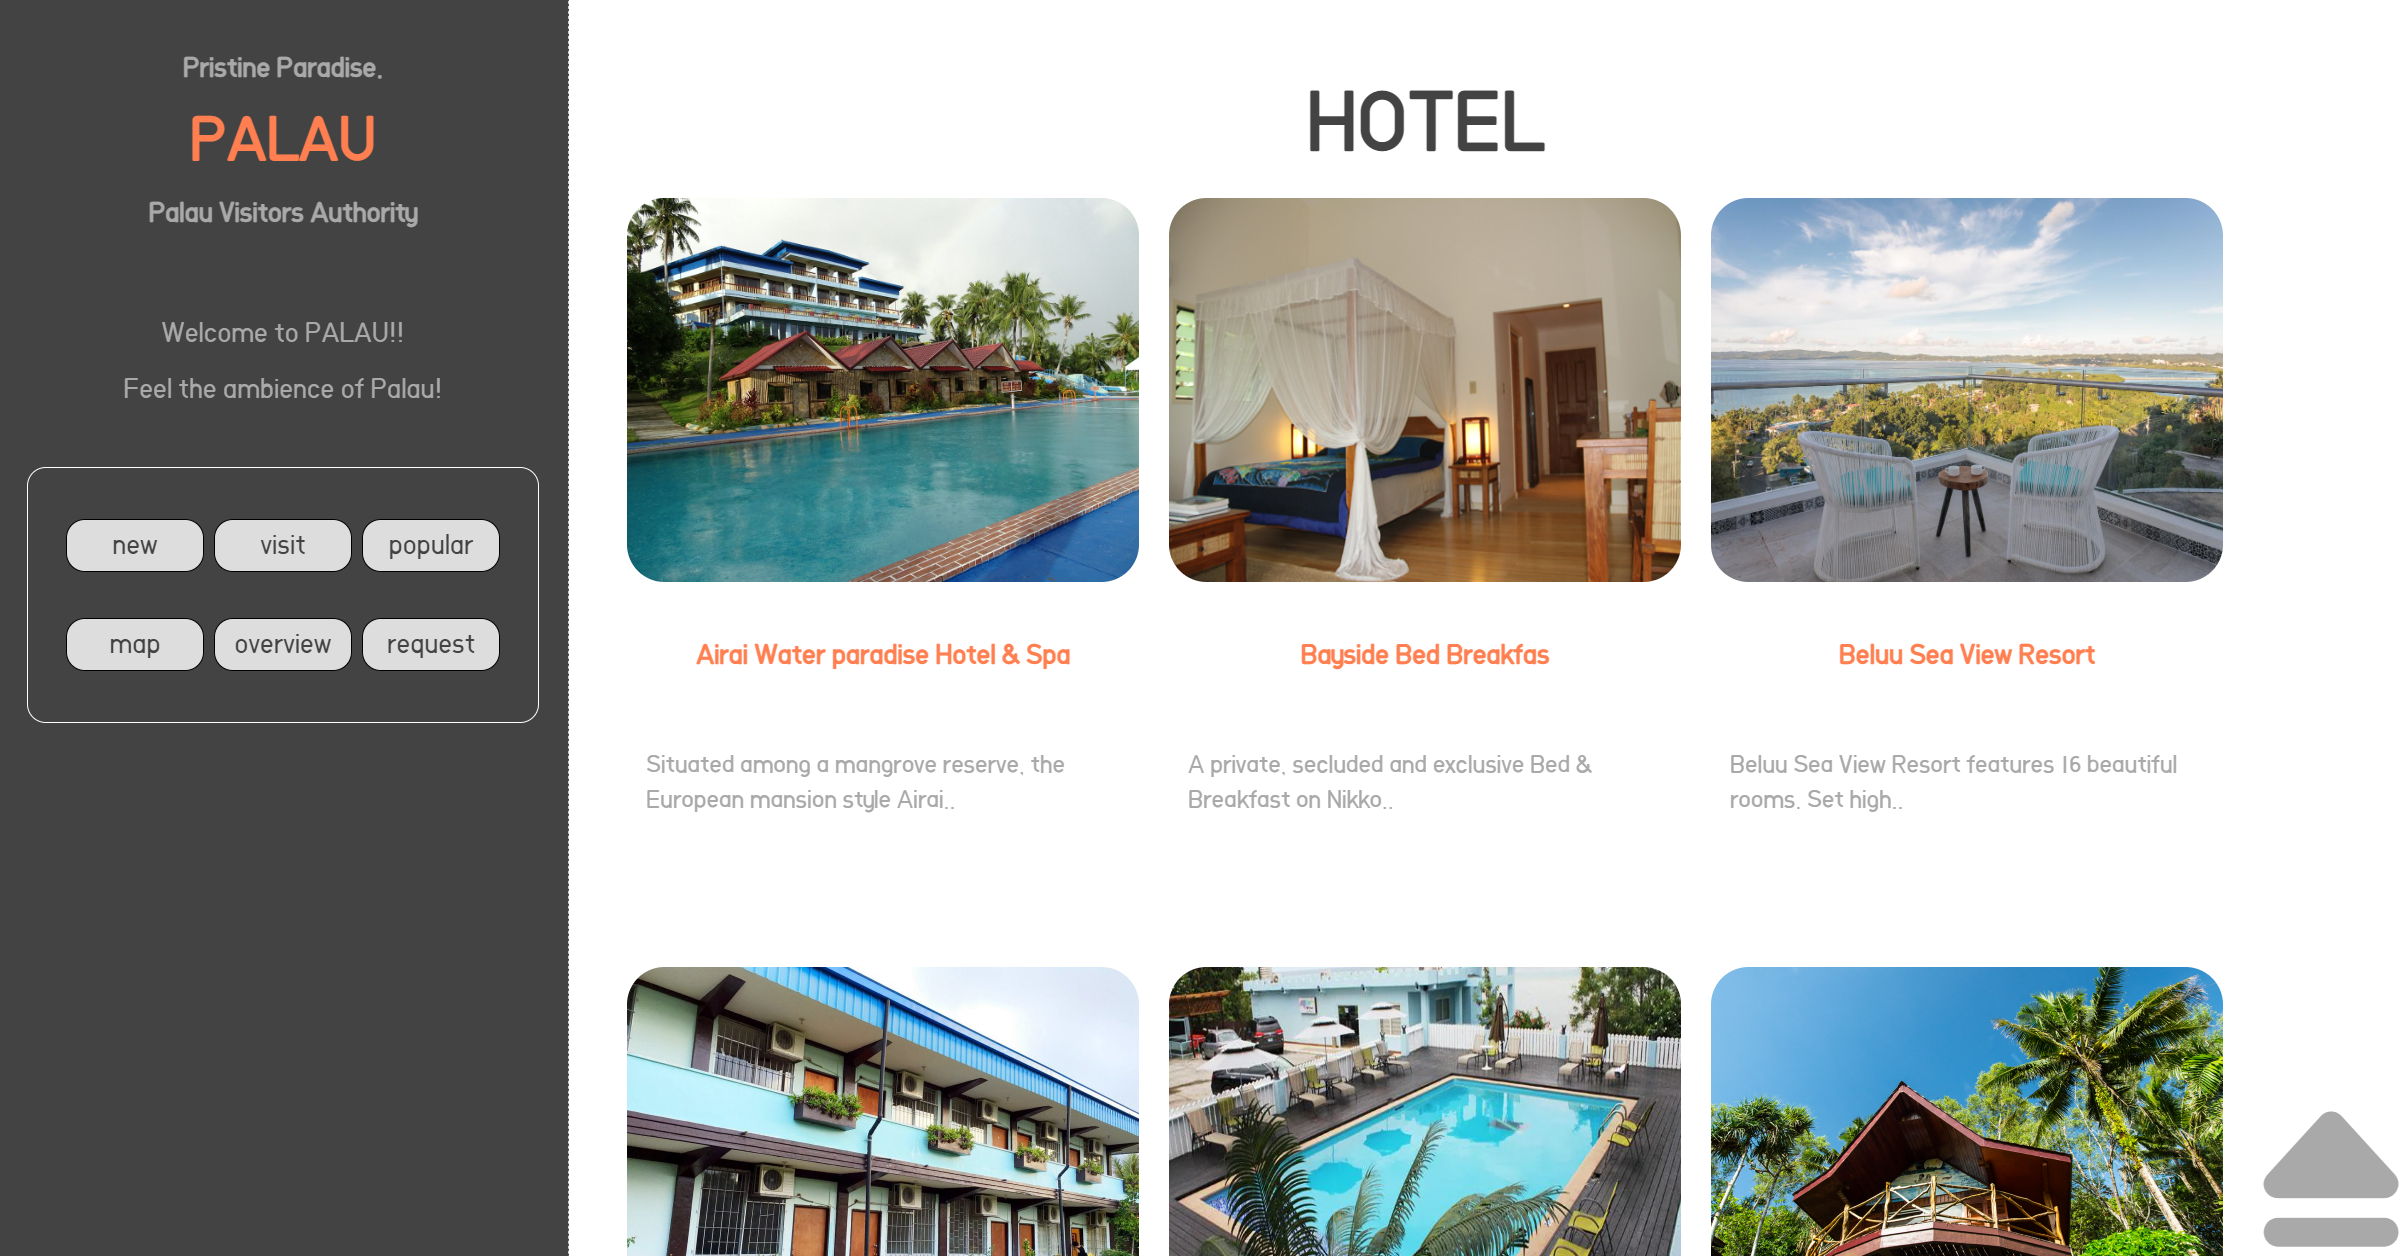 Pristine Paradise.
PALAU
Palau Visitors Authority
Welcome to PALAU!!
Feel the ambience of Palau!
new
visit
popular
map
overview
request
HOTEL
Airai Water paradise Hotel & Spa
Situated among a mangrove reserve, the
European mansion style Airai..
Bayside Bed Breakfas
A private, secluded and exclusive Bed &
Breakfast on Nikko..
Beluu Sea View Resort
Beluu Sea View Resort features 16 beautiful
rooms. Set high..